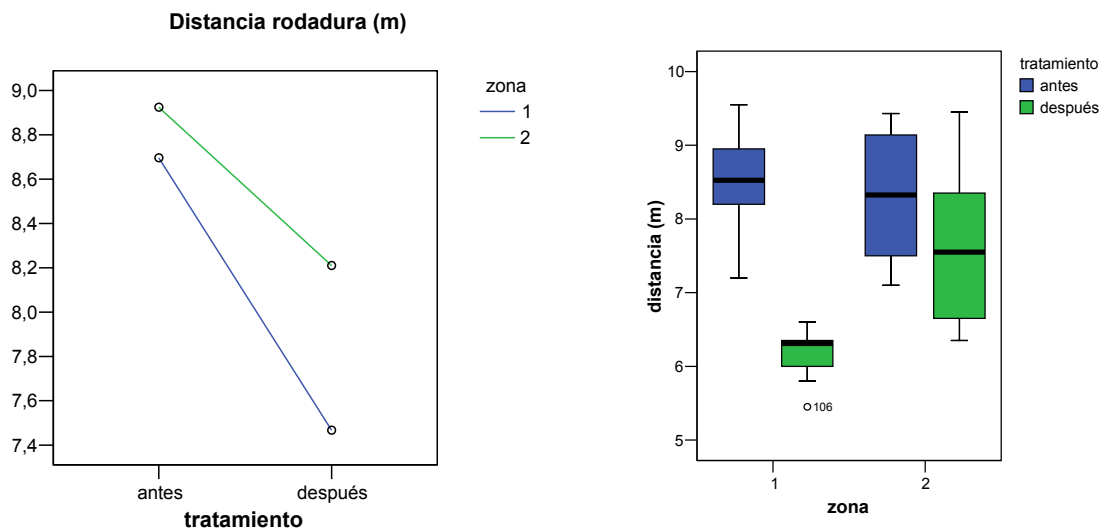 Distancia rodadura (m)
9,0
8,8
8,6
8,4
8,2
8,0
7,8
7,6
7,4
antes
después
tratamiento
zona
1
2
10
9
8
7
6
5
distancia (m)
106
1
2
zona
tratamiento
antes
después